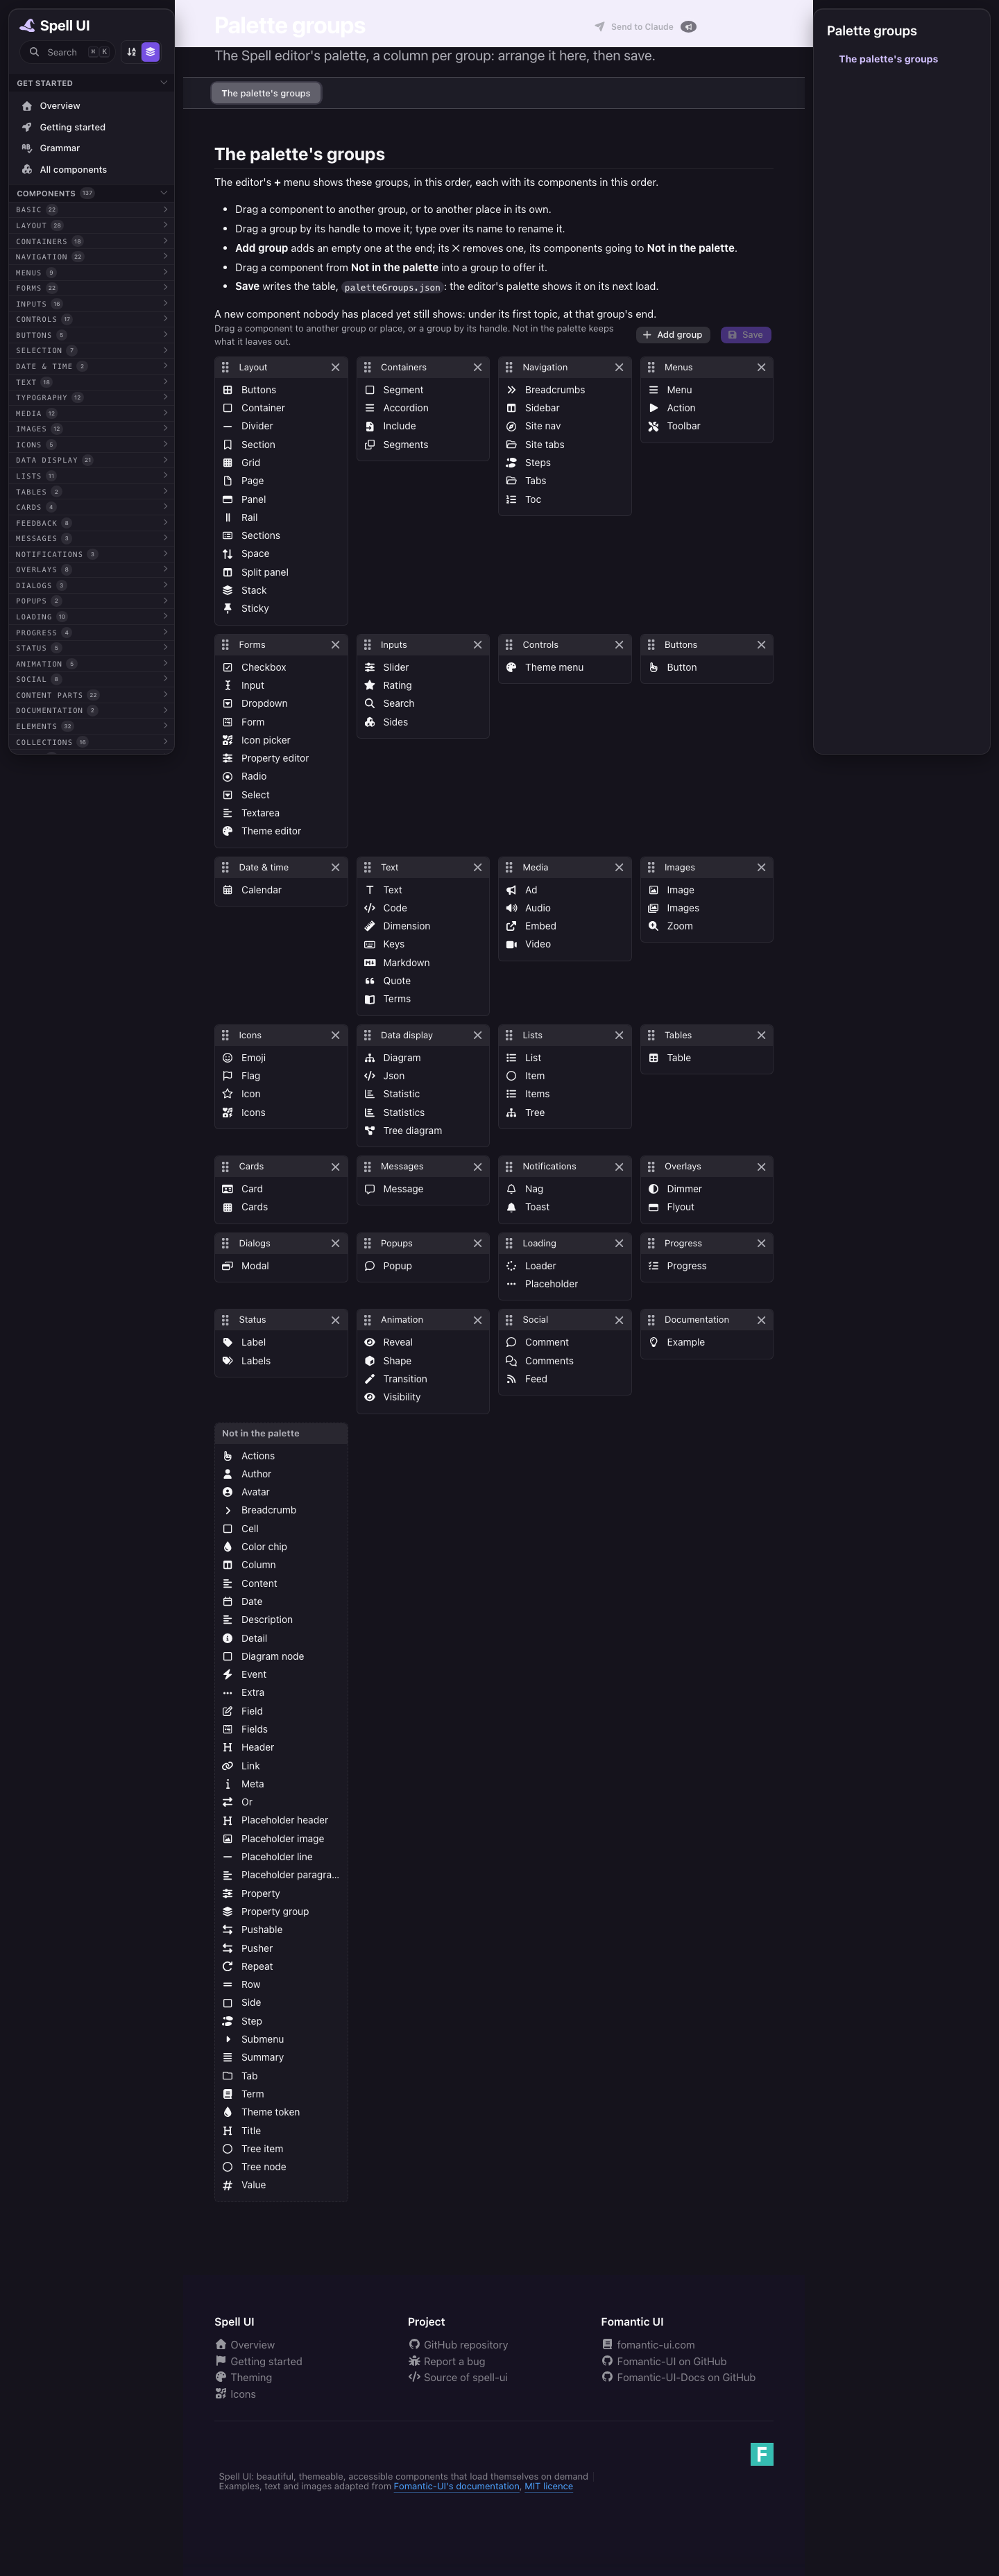 Spell UI
Search ⌘ K
GET STARTED
Overview
Getting started
Grammar
All components
COMPONENTS 137
BASIC 22
LAYOUT 28
CONTAINERS 18
NAVIGATION 22
MENUS 9
FORMS 22
INPUTS 16
CONTROLS 17
BUTTONS 5
SELECTION 7
DATE & TIME 2
TEXT 18
TYPOGRAPHY 12
MEDIA 12
IMAGES 12
ICONS 5
DATA DISPLAY 21
LISTS 11
TABLES 2
CARDS 4
FEEDBACK 8
MESSAGES 3
NOTIFICATIONS 3
OVERLAYS 8
DIALOGS 3
POPUPS 2
LOADING 10
PROGRESS 4
STATUS 5
ANIMATION 5
SOCIAL 8
CONTENT PARTS 22
DOCUMENTATION 2
ELEMENTS 32
COLLECTIONS 16
Palette groups
Send to Claude
The Spell editor's palette, a column per group: arrange it here, then save.
The palette's groups
The palette's groups
The editor's + menu shows these groups, in this order, each with its components in this order.
• Drag a component to another group, or to another place in its own.
• Drag a group by its handle to move it; type over its name to rename it.
• Add group adds an empty one at the end; its × removes one, its components going to Not in the palette.
• Drag a component from Not in the palette into a group to offer it.
• Save writes the table, paletteGroups.json: the editor's palette shows it on its next load.
A new component nobody has placed yet still shows: under its first topic, at that group's end.
Drag a component to another group or place, or a group by its handle. Not in the palette keeps
what it leaves out.
Add group
Save
Layout
Buttons
Container
Divider
Section
Grid
Page
Panel
Rail
Sections
Space
Split panel
Stack
Sticky
Containers
Segment
Accordion
Include
Segments
Navigation
Breadcrumbs
Sidebar
Site nav
Site tabs
Steps
Tabs
Toc
Menus
Menu
Action
Toolbar
Forms
Checkbox
Input
Dropdown
Form
Icon picker
Property editor
Radio
Select
Textarea
Theme editor
Inputs
Slider
Rating
Search
Sides
Controls
Theme menu
Buttons
Button
Date & time
Calendar
Text
Text
Code
Dimension
Keys
Markdown
Quote
Terms
Media
Ad
Audio
Embed
Video
Images
Image
Images
Zoom
Icons
Emoji
Flag
Icon
Icons
Data display
Diagram
Json
Statistic
Statistics
Tree diagram
Lists
List
Item
Items
Tree
Tables
Table
Cards
Card
Cards
Messages
Message
Notifications
Nag
Toast
Overlays
Dimmer
Flyout
Dialogs
Modal
Popups
Popup
Loading
Loader
Placeholder
Progress
Progress
Status
Label
Labels
Animation
Reveal
Shape
Transition
Visibility
Social
Comment
Comments
Feed
Documentation
Example
Not in the palette
Actions
Author
Avatar
Breadcrumb
Cell
Color chip
Column
Content
Date
Description
Detail
Diagram node
Event
Extra
Field
Fields
Header
Link
Meta
Or
Placeholder header
Placeholder image
Placeholder line
Placeholder paragra...
Property
Property group
Pushable
Pusher
Repeat
Row
Side
Step
Submenu
Summary
Tab
Term
Theme token
Title
Tree item
Tree node
Value
Palette groups
The palette's groups
Spell UI
Overview
Getting started
Theming
Icons
Project
GitHub repository
Report a bug
Source of spell-ui
Fomantic UI
fomantic-ui.com
Fomantic-UI on GitHub
Fomantic-UI-Docs on GitHub
F
Spell UI: beautiful, themeable, accessible components that load themselves on demand
Examples, text and images adapted from Fomantic-UI's documentation, MIT licence